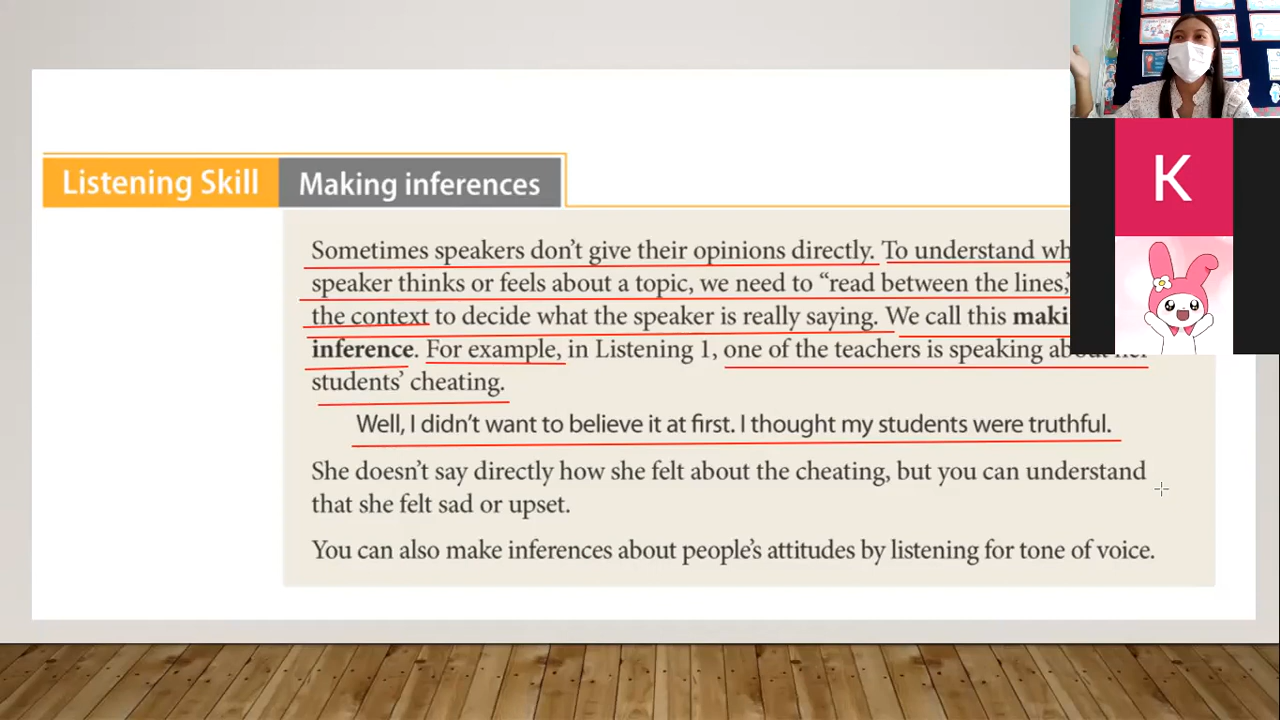 Listening Skill Making inferences
Sometimes speakers don't give their opinions directly. To understand
speaker thinks or feels about a topic, we need to “read between the lines,”
the context to decide what the speaker is really saying. We call this
inference. For example, in Listening 1, one of the teachers is speaking about her
students' cheating.
Well, I didn't want to believe it at first. I thought my students were truthful.
She doesn't say directly how she felt about the cheating, but you can understand
that she felt sad or upset.
You can also make inferences about people's attitudes by listening for tone of voice.
K